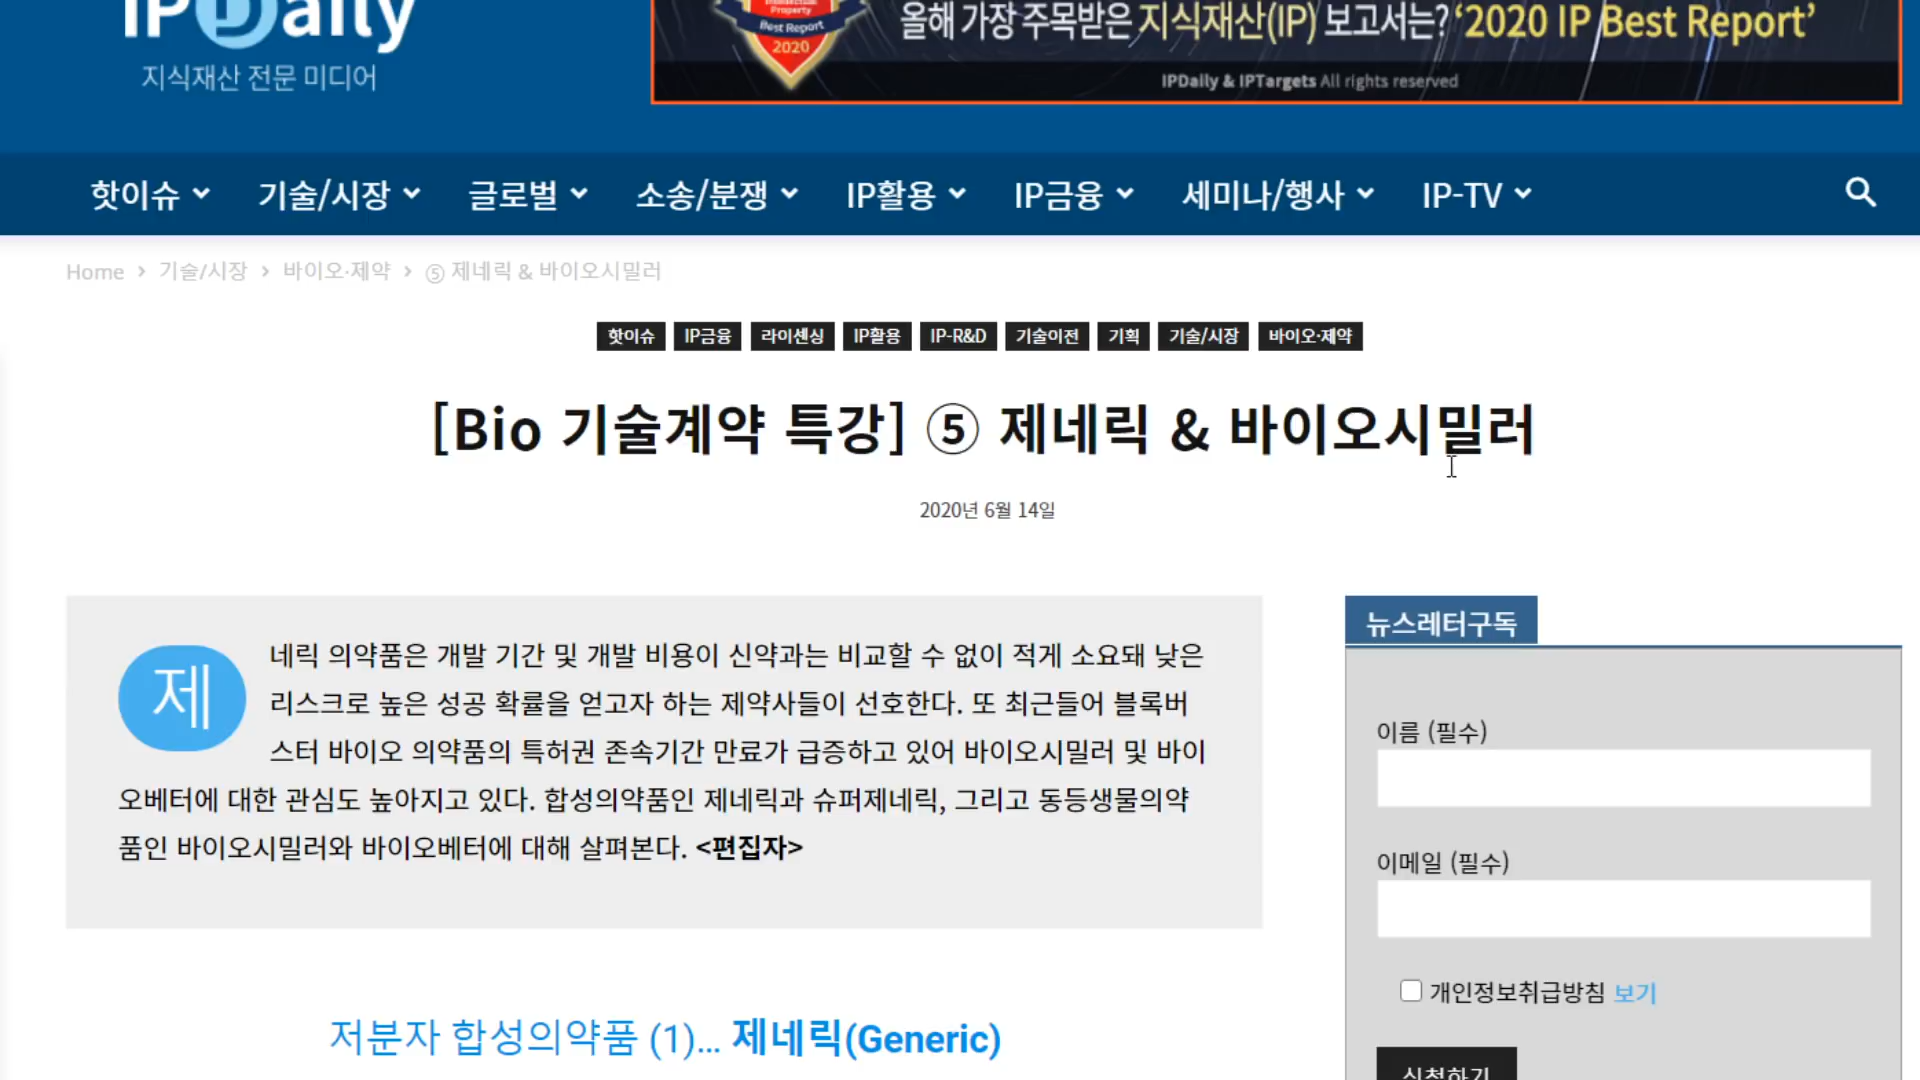 IPDaily
지식재산 전문 미디어
Intellectual
Property
Best Report
2020
올해 가장 주목받은 지식재산(IP) 보고서는? ‘2020 IP Best Report’
IPDaily & IPTargets All rights reserved
핫이슈 기술/시장 글로벌 소송/분쟁 IP활용 IP금융 세미나/행사 IP-TV
Home › 기술/시장 › 바이오·제약 › ⑤ 제네릭 & 바이오시밀러
핫이슈 IP금융 라이센싱 IP활용 IP-R&D 기술이전 기획 기술/시장 바이오·제약
[Bio 기술계약 특강] ⑤ 제네릭 & 바이오시밀러
2020년 6월 14일
제네릭 의약품은 개발 기간 및 개발 비용이 신약과는 비교할 수 없이 적게 소요돼 낮은
리스크로 높은 성공 확률을 얻고자 하는 제약사들이 선호한다. 또 최근들어 블록버
스터 바이오 의약품의 특허권 존속기간 만료가 급증하고 있어 바이오시밀러 및 바이
오베터에 대한 관심도 높아지고 있다. 합성의약품인 제네릭과 슈퍼제네릭, 그리고 동등생물의약
품인 바이오시밀러와 바이오베터에 대해 살펴본다. <편집자>
저분자 합성의약품 (1)... 제네릭(Generic)
뉴스레터구독
이름 (필수)
이메일 (필수)
개인정보취급방침 보기
신청하기